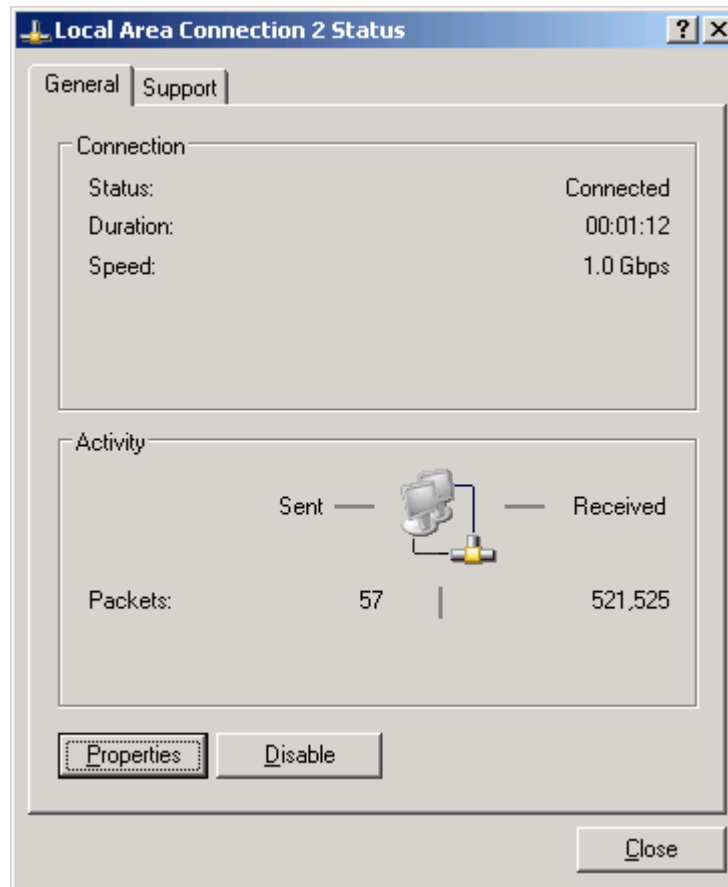 Local Area Connection 2 Status
General Support
Connection
Status: Connected
Duration: 00:01:12
Speed: 1.0 Gbps
Activity
Sent Received
Packets: 57 521,525
Properties Disable
Close